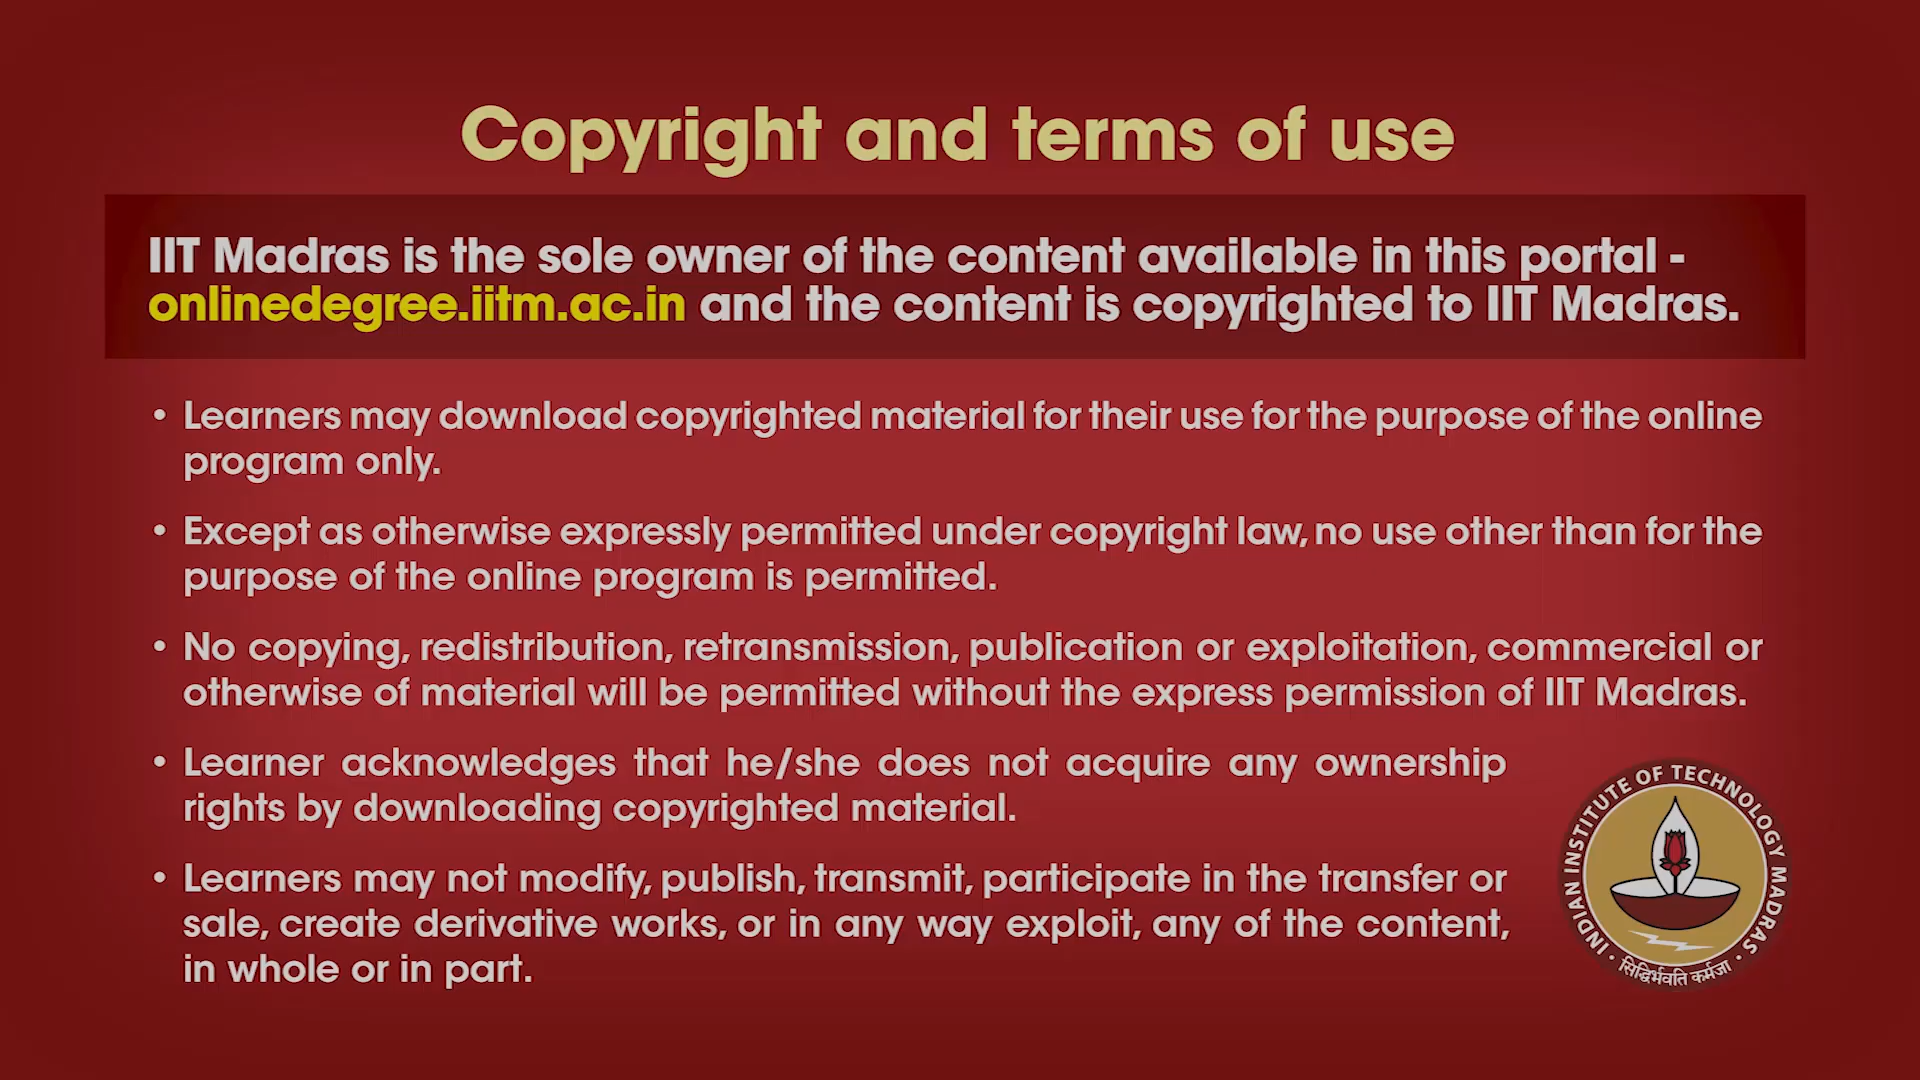 Copyright and terms of use
IIT Madras is the sole owner of the content available in this portal -
onlinedegree.iitm.ac.in and the content is copyrighted to IIT Madras.
• Learners may download copyrighted material for their use for the purpose of the online
program only.
• Except as otherwise expressly permitted under copyright law, no use other than for the
purpose of the online program is permitted.
• No copying, redistribution, retransmission, publication or exploitation, commercial or
otherwise of material will be permitted without the express permission of IIT Madras.
• Learner acknowledges that he/she does not acquire any ownership
rights by downloading copyrighted material.
• Learners may not modify, publish, transmit, participate in the transfer or
sale, create derivative works, or in any way exploit, any of the content,
in whole or in part.
INDIAN INSTITUTE OF TECHNOLOGY MADRAS
सिद्धिर्भवति कर्मजा